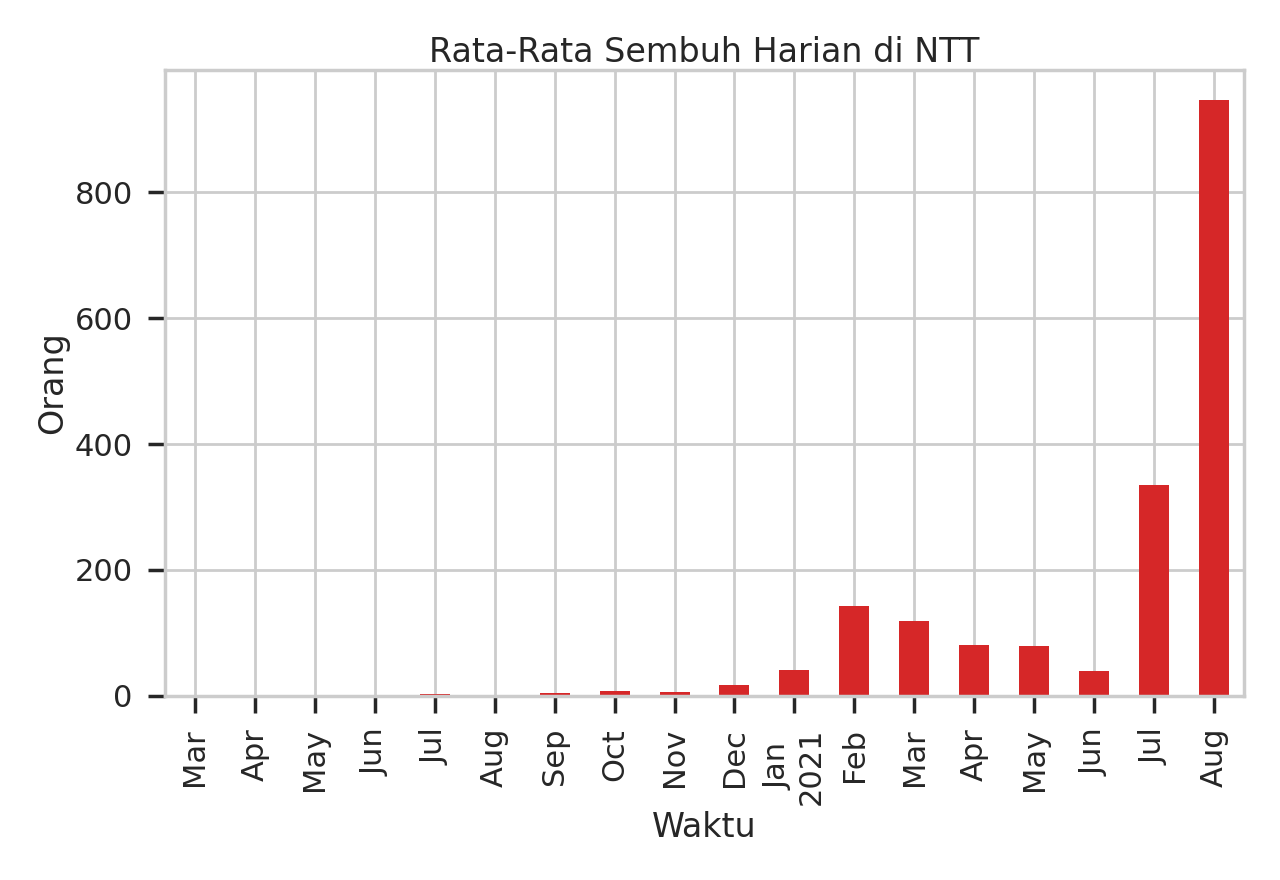 Rata-Rata Sembuh Harian di NTT
Orang
800
600
400
200
0
Mar
Apr
May
Jun
Jul
Aug
Sep
Oct
Nov
Dec
Jan
2021
Feb
Mar
Apr
May
Jun
Jul
Aug
Waktu